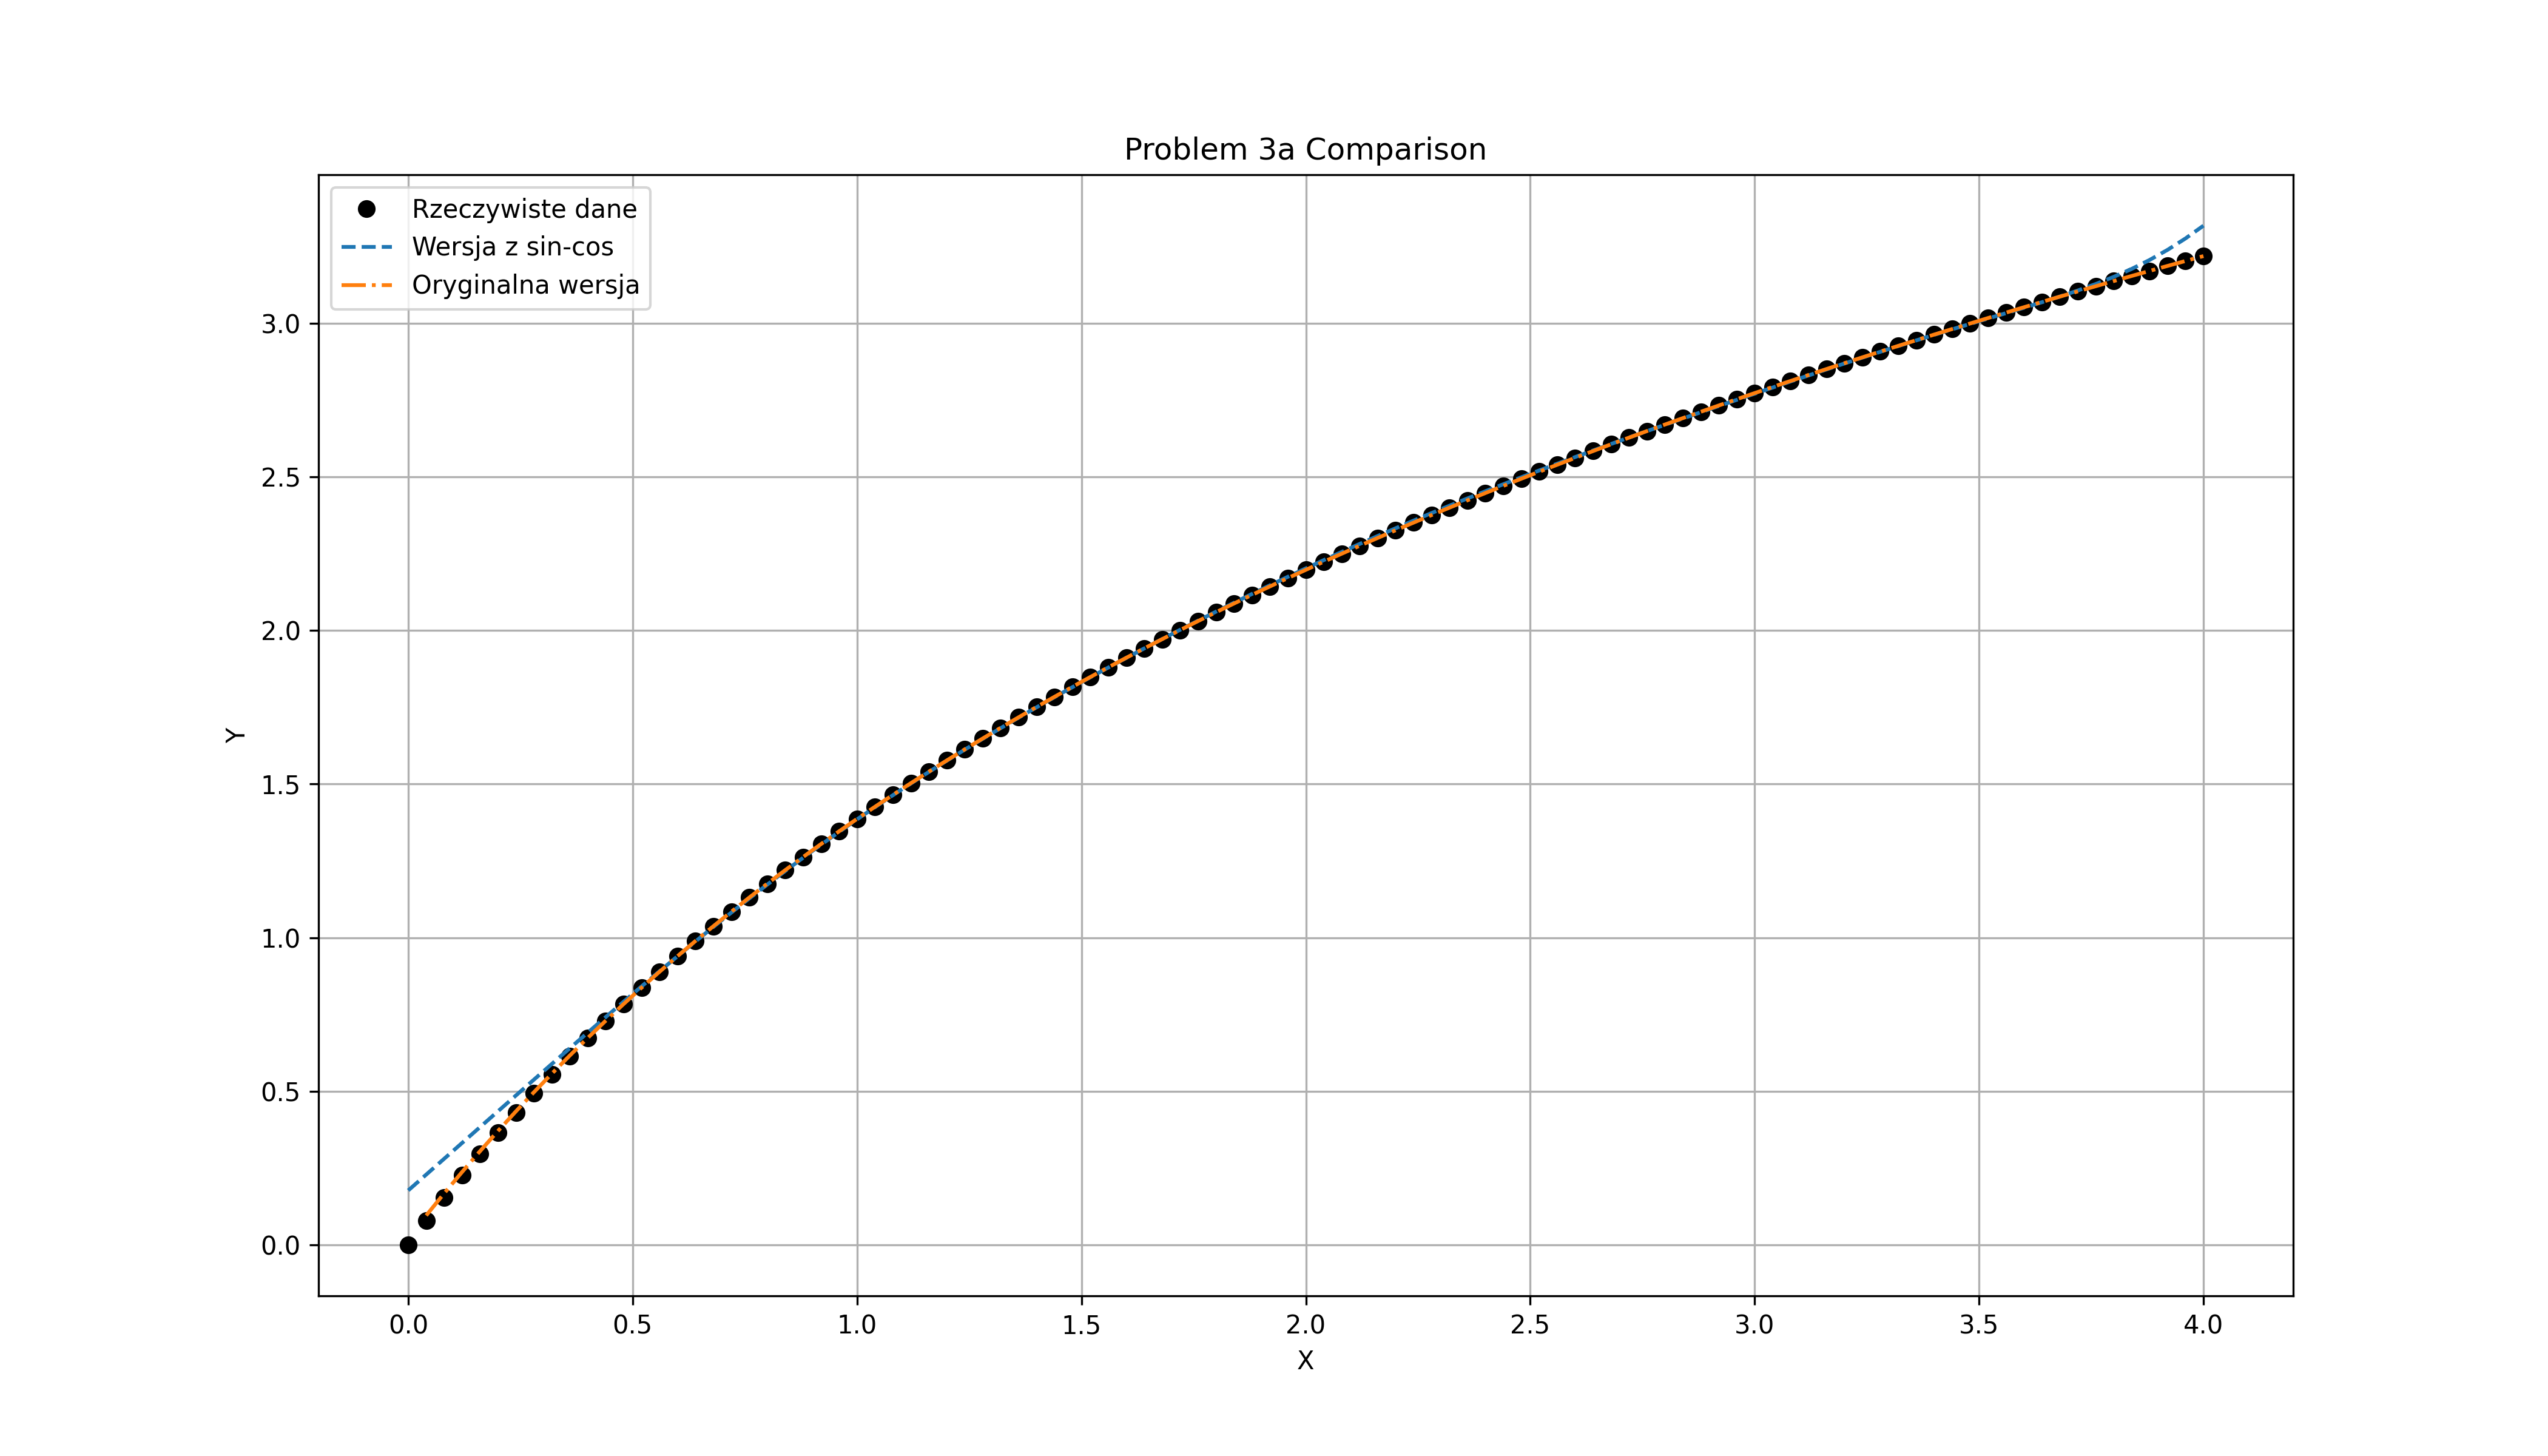 Problem 3a Comparison
Rzeczywiste dane
Wersja z sin-cos
Oryginalna wersja
3.0
2.5
2.0
1.5
1.0
0.5
0.0
Y
0.0 0.5 1.0 1.5 2.0 2.5 3.0 3.5 4.0
X